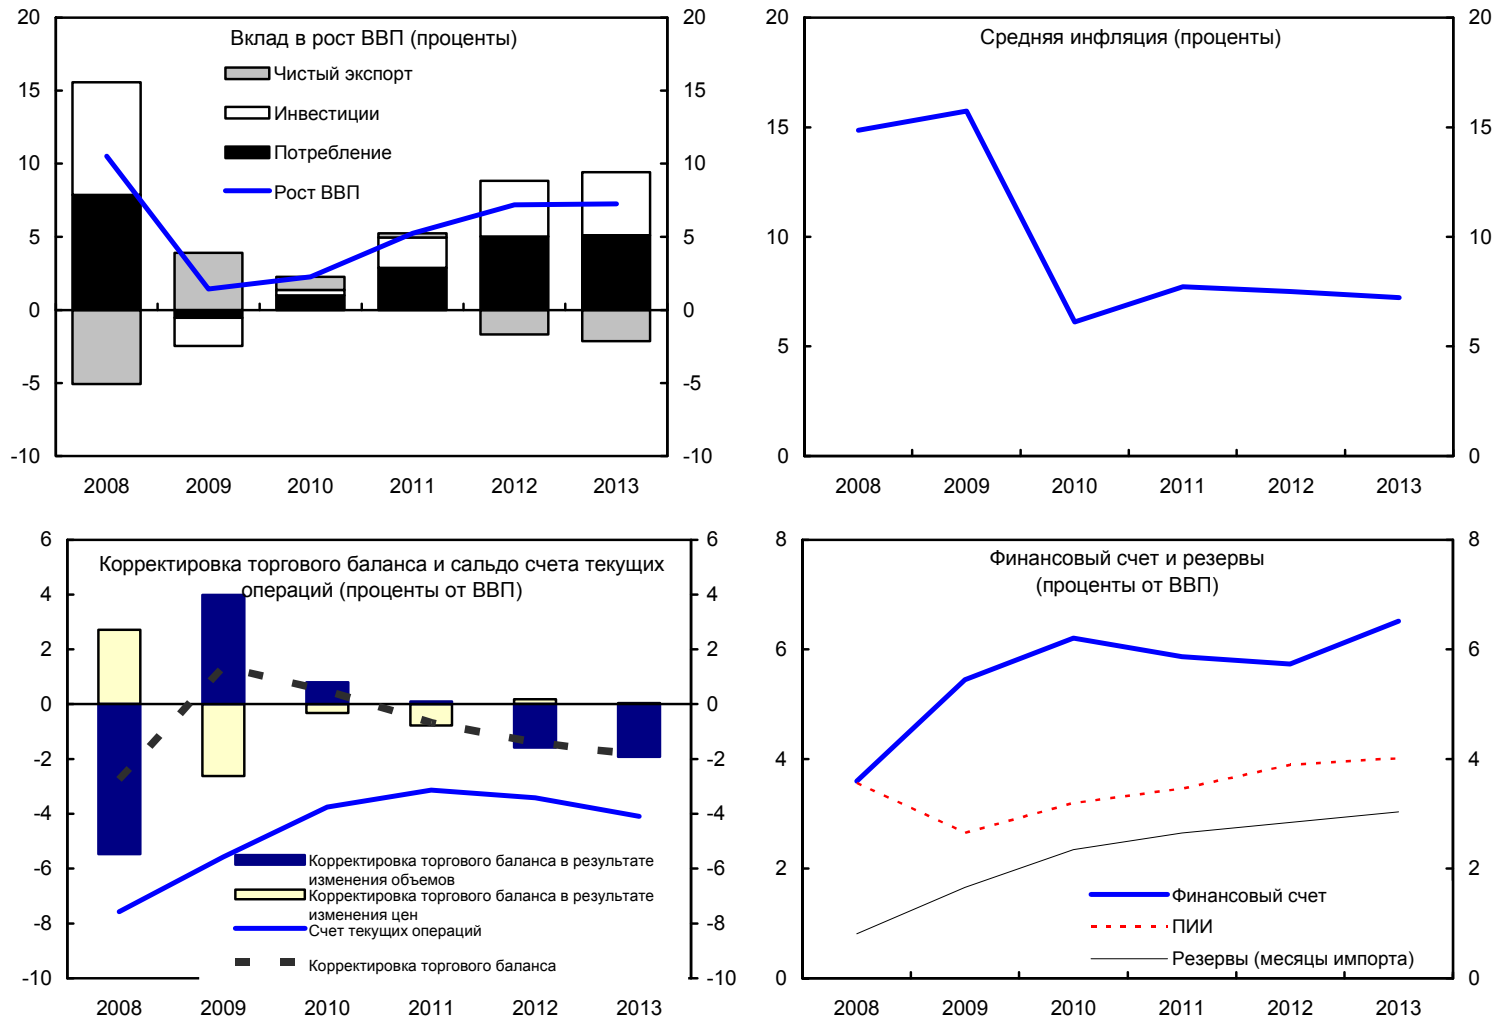 Вклад в рост ВВП (проценты)
Чистый экспорт
Инвестиции
Потребление
Рост ВВП
20
15
10
5
0
-5
-10
20
15
10
5
0
-5
-10
2008 2009 2010 2011 2012 2013
Средняя инфляция (проценты)
20
15
10
5
0
20
15
10
5
0
2008 2009 2010 2011 2012 2013
Корректировка торгового баланса и сальдо счета текущих
операций (проценты от ВВП)
6
4
2
0
-2
-4
-6
-8
-10
6
4
2
0
-2
-4
-6
-8
-10
Корректировка торгового баланса в результате
изменения объемов
Корректировка торгового баланса в результате
изменения цен
Счет текущих операций
Корректировка торгового баланса
2008 2009 2010 2011 2012 2013
Финансовый счет и резервы
(проценты от ВВП)
8
6
4
2
0
8
6
4
2
0
Финансовый счет
ПИИ
Резервы (месяцы импорта)
2008 2009 2010 2011 2012 2013